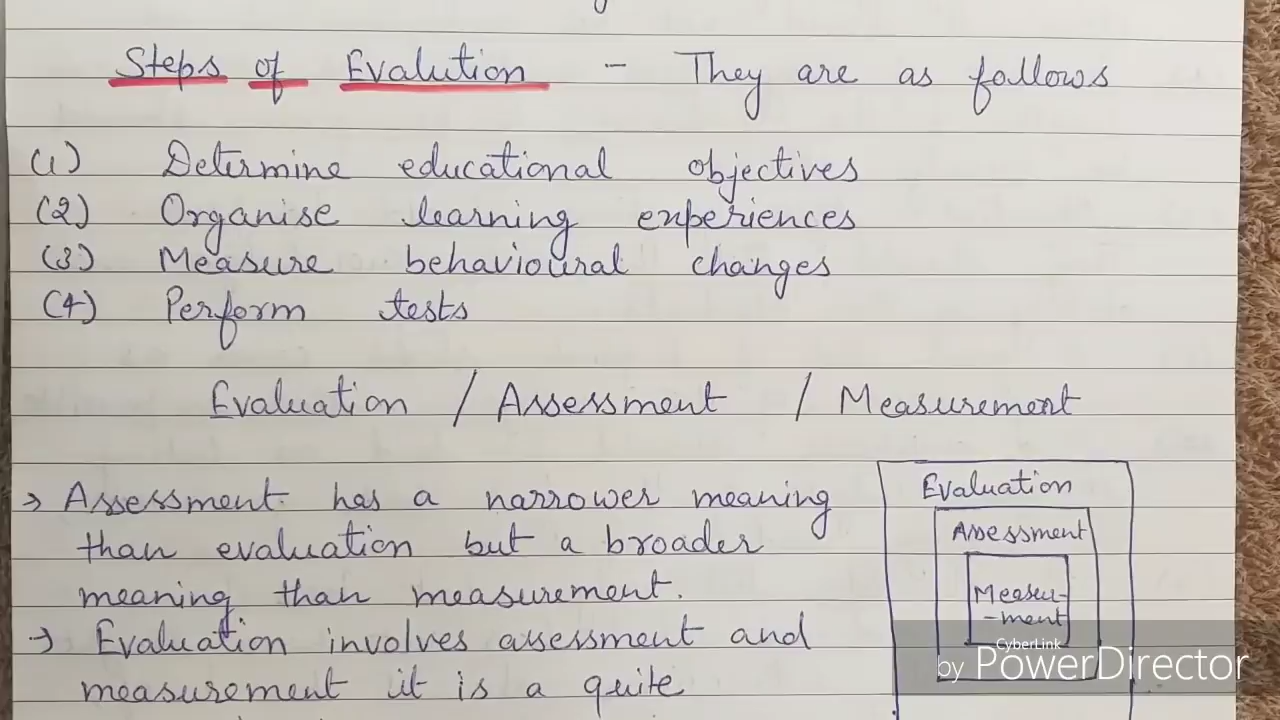 Steps of Evalution - They are as follows
(1) Determine educational objectives
(2) Organise learning experiences
(3) Measure behavioural changes
(4) Perform tests
Evaluation / Assessment / Measurement
→ Assessment has a narrower meaning
than evaluation but a broader
meaning than measurement.
→ Evaluation involves assessment and
measurement it is a quite
Evaluation
Assessment
Measu-
-ment
CyberLink
by PowerDirector